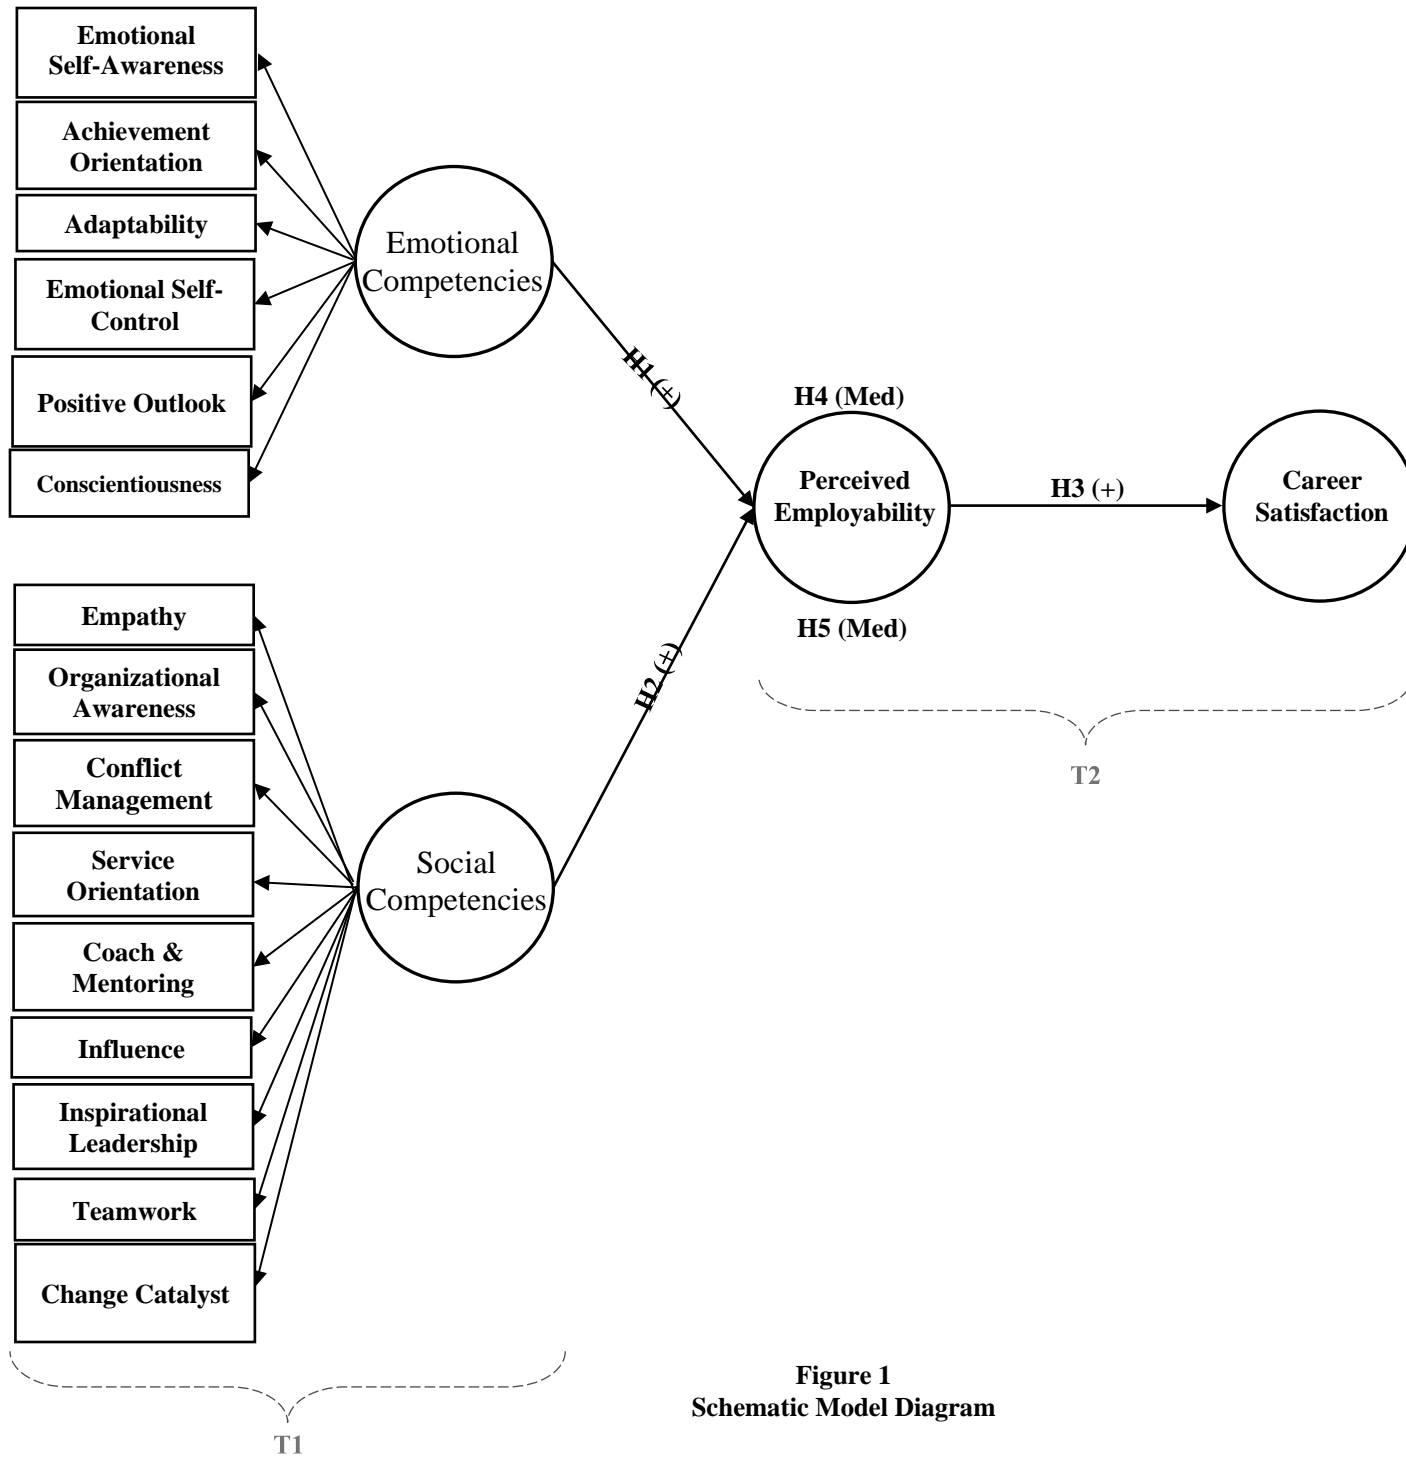 Emotional
Self-Awareness
Achievement
Orientation
Adaptability
Emotional Self-
Control
Positive Outlook
Conscientiousness
Emotional
Competencies
H1 (+)
H4 (Med)
Perceived
Employability
H5 (Med)
H3 (+)
Career
Satisfaction
Empathy
Organizational
Awareness
Conflict
Management
Service
Orientation
Coach &
Mentoring
Influence
Inspirational
Leadership
Teamwork
Change Catalyst
Social
Competencies
H2 (+)
T2
T1
Figure 1
Schematic Model Diagram